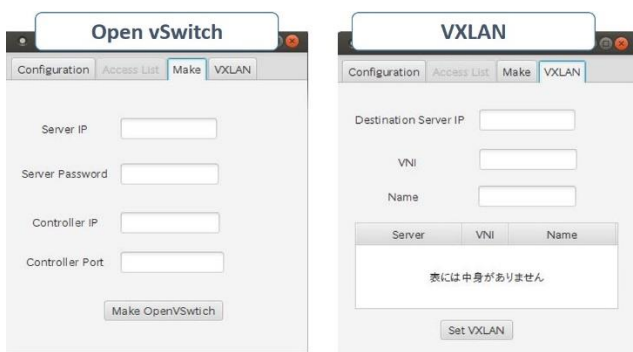 Open vSwitch
Configuration Access List Make VXLAN
Server IP
Server Password
Controller IP
Controller Port
Make OpenVSwtich
VXLAN
Configuration Access List Make VXLAN
Destination Server IP
VNI
Name
Server VNI Name
表には中身がありません
Set VXLAN